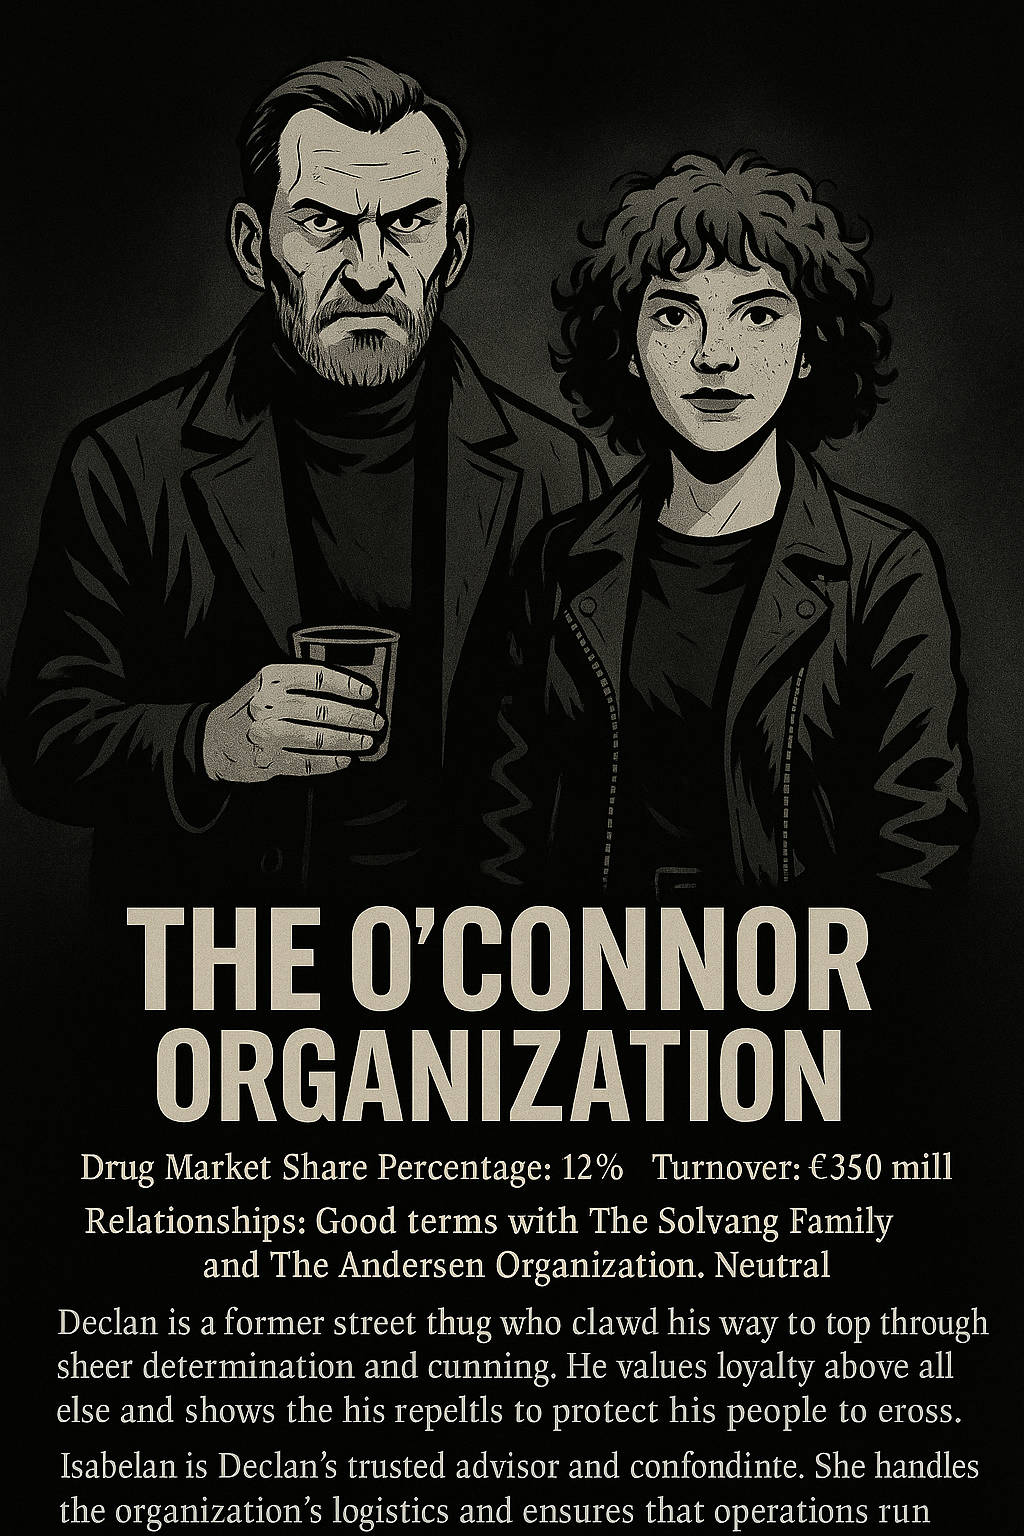 THE O’CONNOR
ORGANIZATION
Drug Market Share Percentage: 12% Turnover: €350 mill
Relationships: Good terms with The Solvang Family
and The Andersen Organization. Neutral
Declan is a former street thug who clawd his way to top through
sheer determination and cunning. He values loyalty above all
else and shows the his repeltls to protect his people to eross.
Isabelan is Declan’s trusted advisor and confondinte. She handles
the organization’s logistics and ensures that operations run